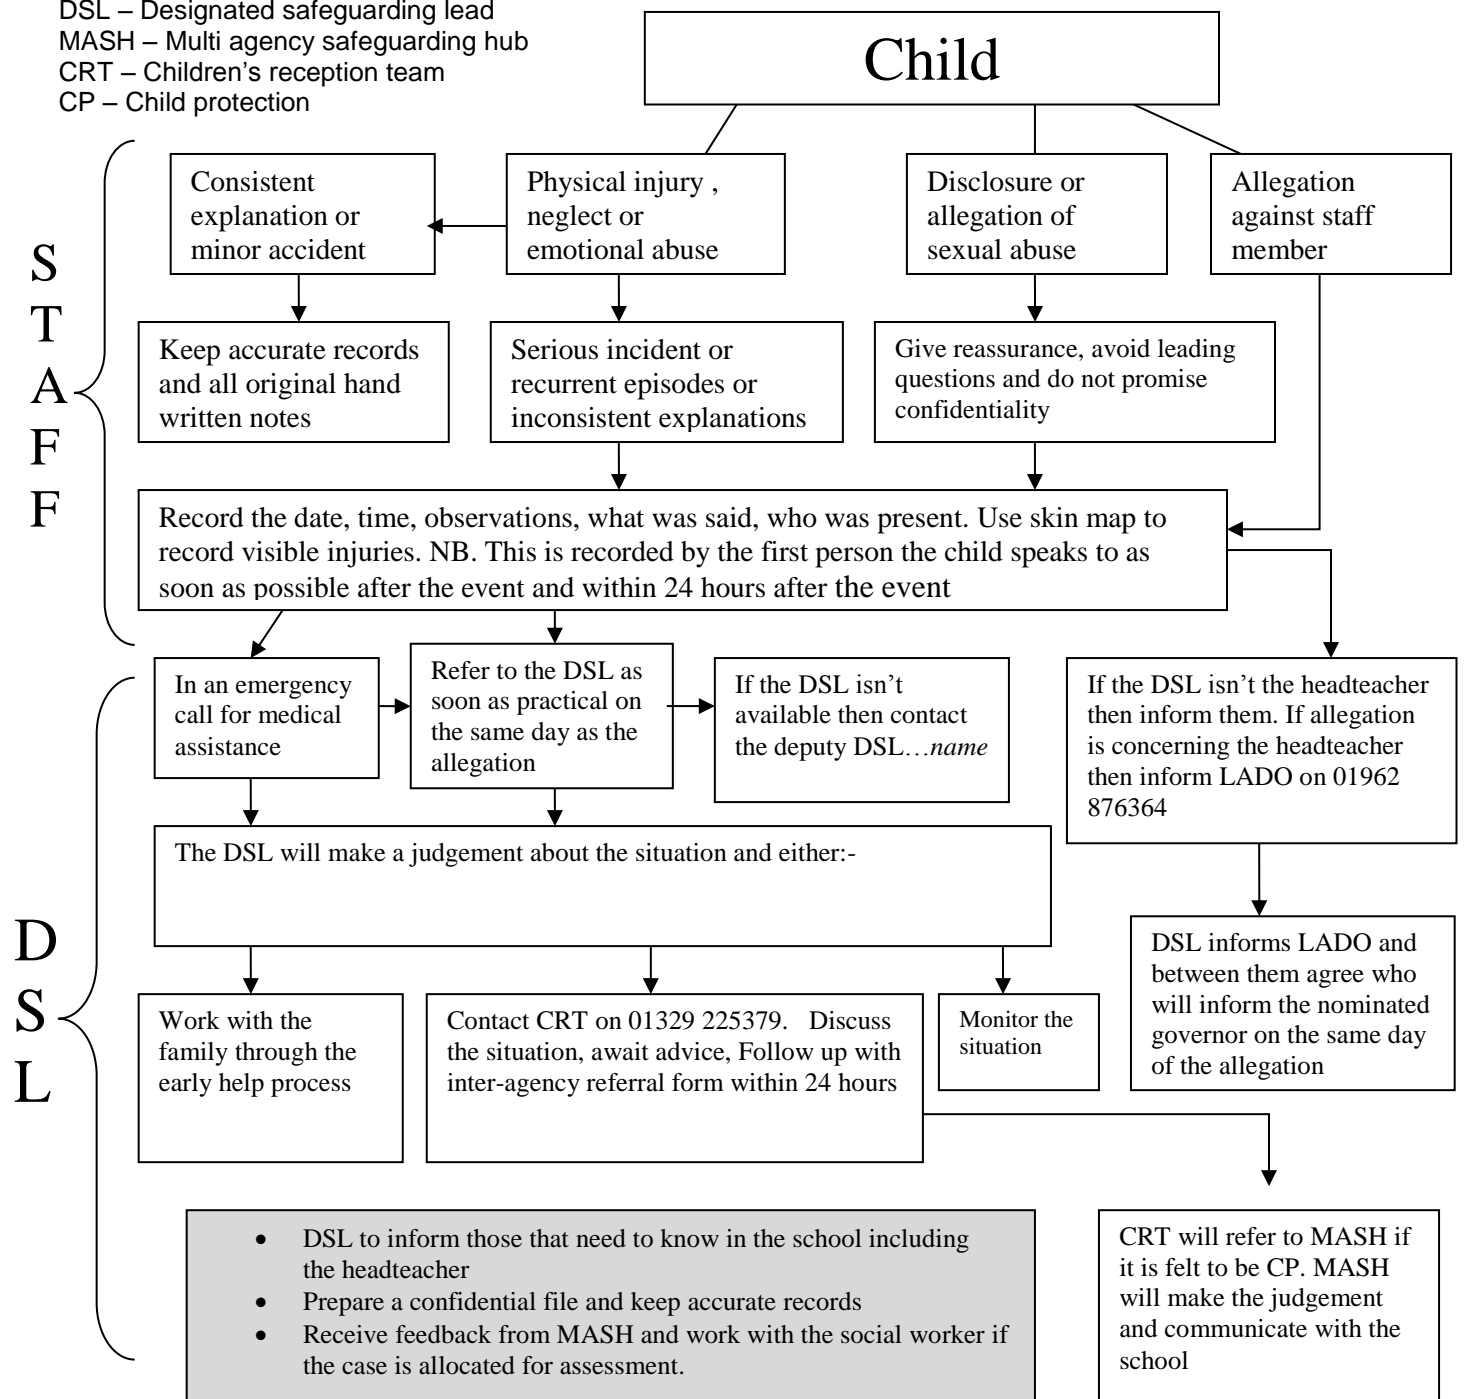 DSL – Designated safeguarding lead
MASH – Multi agency safeguarding hub
CRT – Children's reception team
CP – Child protection
Child
Consistent
explanation or
minor accident
Physical injury ,
neglect or
emotional abuse
Disclosure or
allegation of
sexual abuse
Allegation
against staff
member
S
T
A
F
F
Keep accurate records
and all original hand
written notes
Serious incident or
recurrent episodes or
inconsistent explanations
Give reassurance, avoid leading
questions and do not promise
confidentiality
Record the date, time, observations, what was said, who was present. Use skin map to
record visible injuries. NB. This is recorded by the first person the child speaks to as
soon as possible after the event and within 24 hours after the event
In an emergency
call for medical
assistance
Refer to the DSL as
soon as practical on
the same day as the
allegation
If the DSL isn't
available then contact
the deputy DSL…name
If the DSL isn't the headteacher
then inform them. If allegation
is concerning the headteacher
then inform LADO on 01962
876364
The DSL will make a judgement about the situation and either:-
D
S
L
DSL informs LADO and
between them agree who
will inform the nominated
governor on the same day
of the allegation
Work with the
family through the
early help process
Contact CRT on 01329 225379. Discuss
the situation, await advice, Follow up with
inter-agency referral form within 24 hours
Monitor the
situation
• DSL to inform those that need to know in the school including
the headteacher
• Prepare a confidential file and keep accurate records
• Receive feedback from MASH and work with the social worker if
the case is allocated for assessment.
CRT will refer to MASH if
it is felt to be CP. MASH
will make the judgement
and communicate with the
school